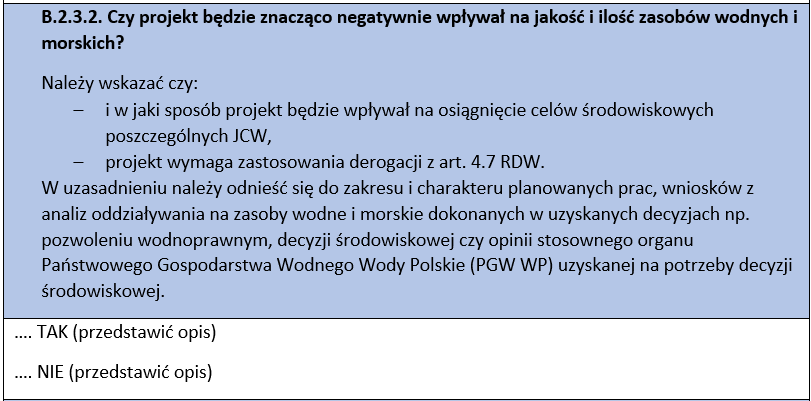 B.2.3.2. Czy projekt będzie znacząco negatywnie wpływał na jakość i ilość zasobów wodnych i
morskich?
Należy wskazać czy:
− i w jaki sposób projekt będzie wpływał na osiągnięcie celów środowiskowych
poszczególnych JCW,
− projekt wymaga zastosowania derogacji z art. 4.7 RDW.
W uzasadnieniu należy odnieść się do zakresu i charakteru planowanych prac, wniosków z
analiz oddziaływania na zasoby wodne i morskie dokonanych w uzyskanych decyzjach np.
pozwoleniu wodnoprawnym, decyzji środowiskowej czy opinii stosownego organu
Państwowego Gospodarstwa Wodnego Wody Polskie (PGW WP) uzyskanej na potrzeby decyzji
środowiskowej.
.... TAK (przedstawić opis)
.... NIE (przedstawić opis)